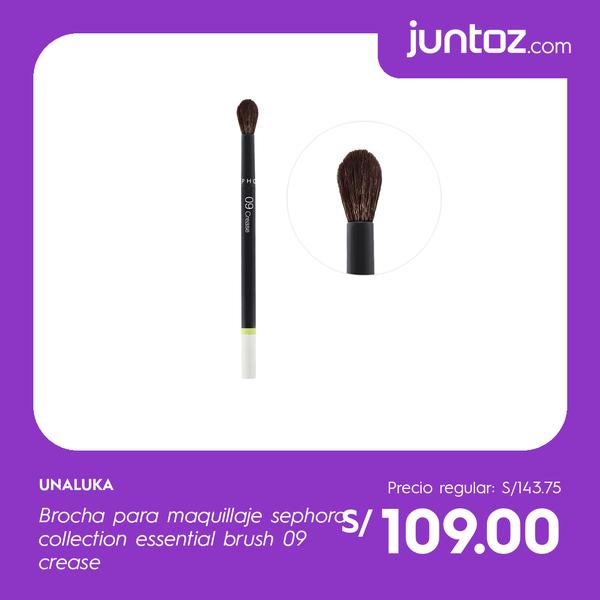 juntoz.com
PHO
09 Crease
UNALUKA
Precio regular: S/143.75
Brocha para maquillaje sephora
collection essential brush 09
crease
S/ 109.00